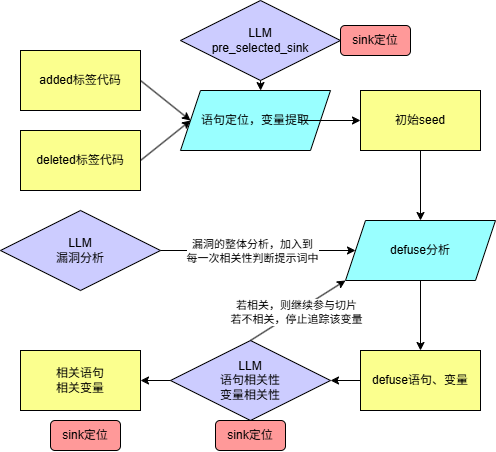 LLM
pre_selected_sink
sink定位
added标签代码
语句定位，变量提取
初始seed
deleted标签代码
LLM
漏洞分析
漏洞的整体分析，加入到
每一次相关性判断提示词中
defuse分析
若相关，则继续参与切片
若不相关，停止追踪该变量
相关语句
相关变量
LLM
语句相关性
变量相关性
defuse语句、变量
sink定位
sink定位